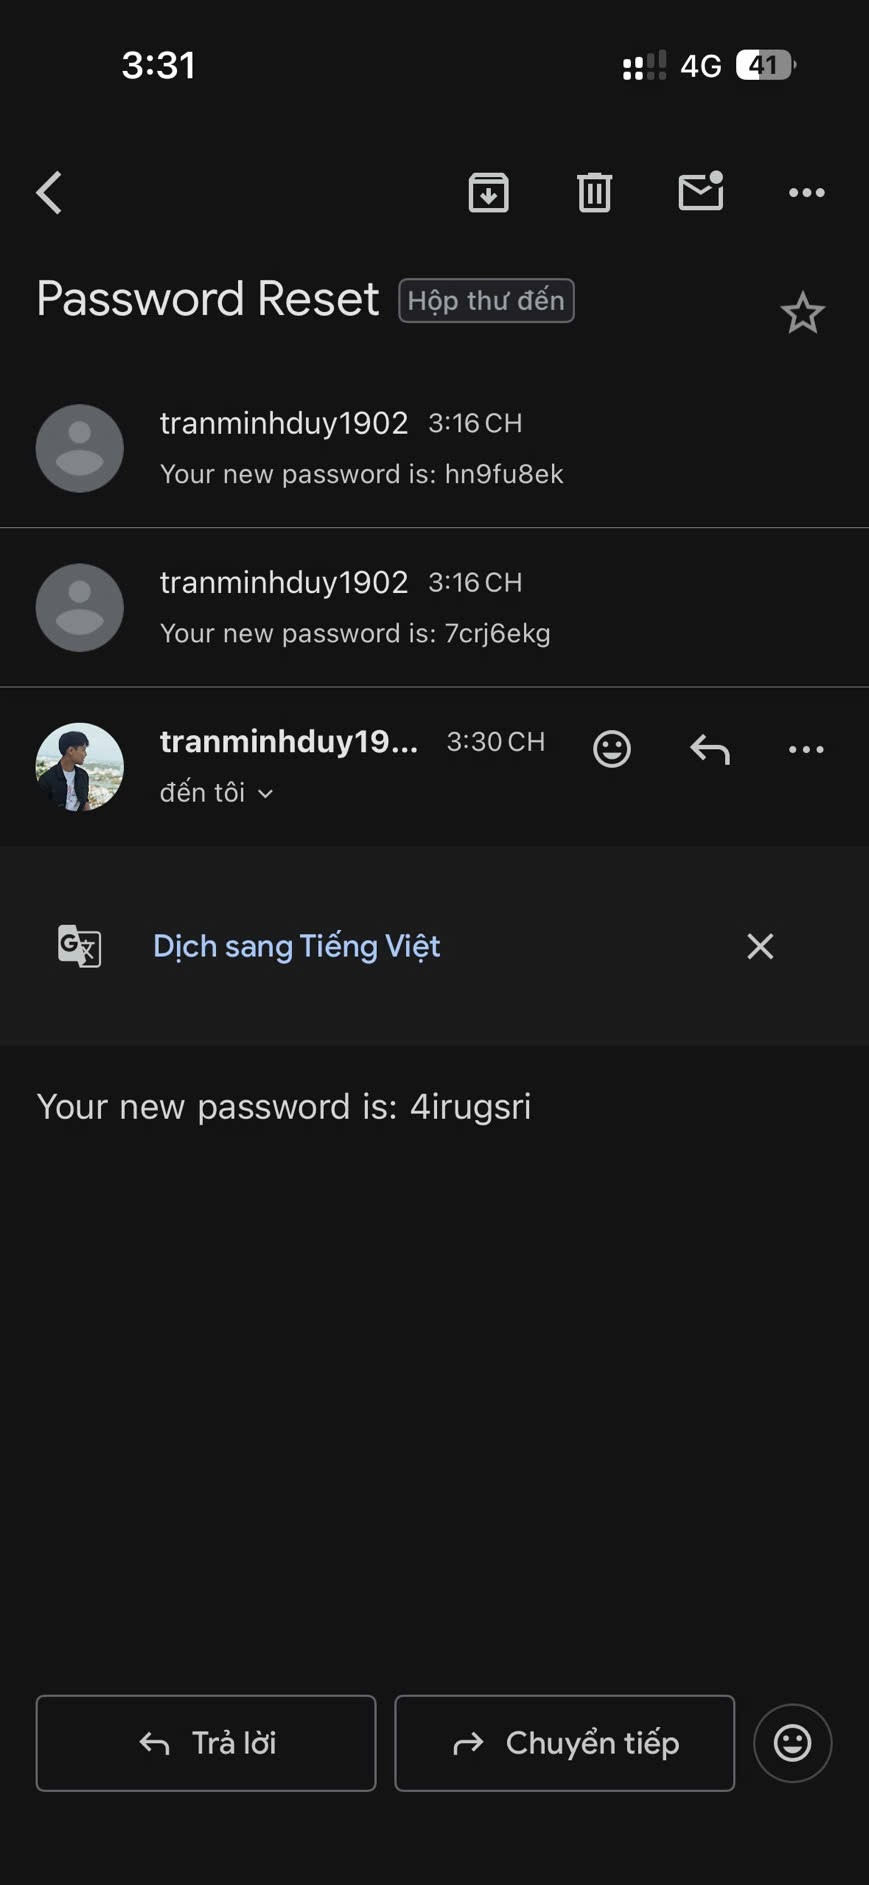 3:31
4G 41
Password Reset Hộp thư đến
tranminhduy1902 3:16 CH
Your new password is: hn9fu8ek
tranminhduy1902 3:16 CH
Your new password is: 7crj6ekg
tranminhduy19... 3:30 CH
đến tôi
Dịch sang Tiếng Việt
Your new password is: 4irugsri
Trả lời
Chuyển tiếp